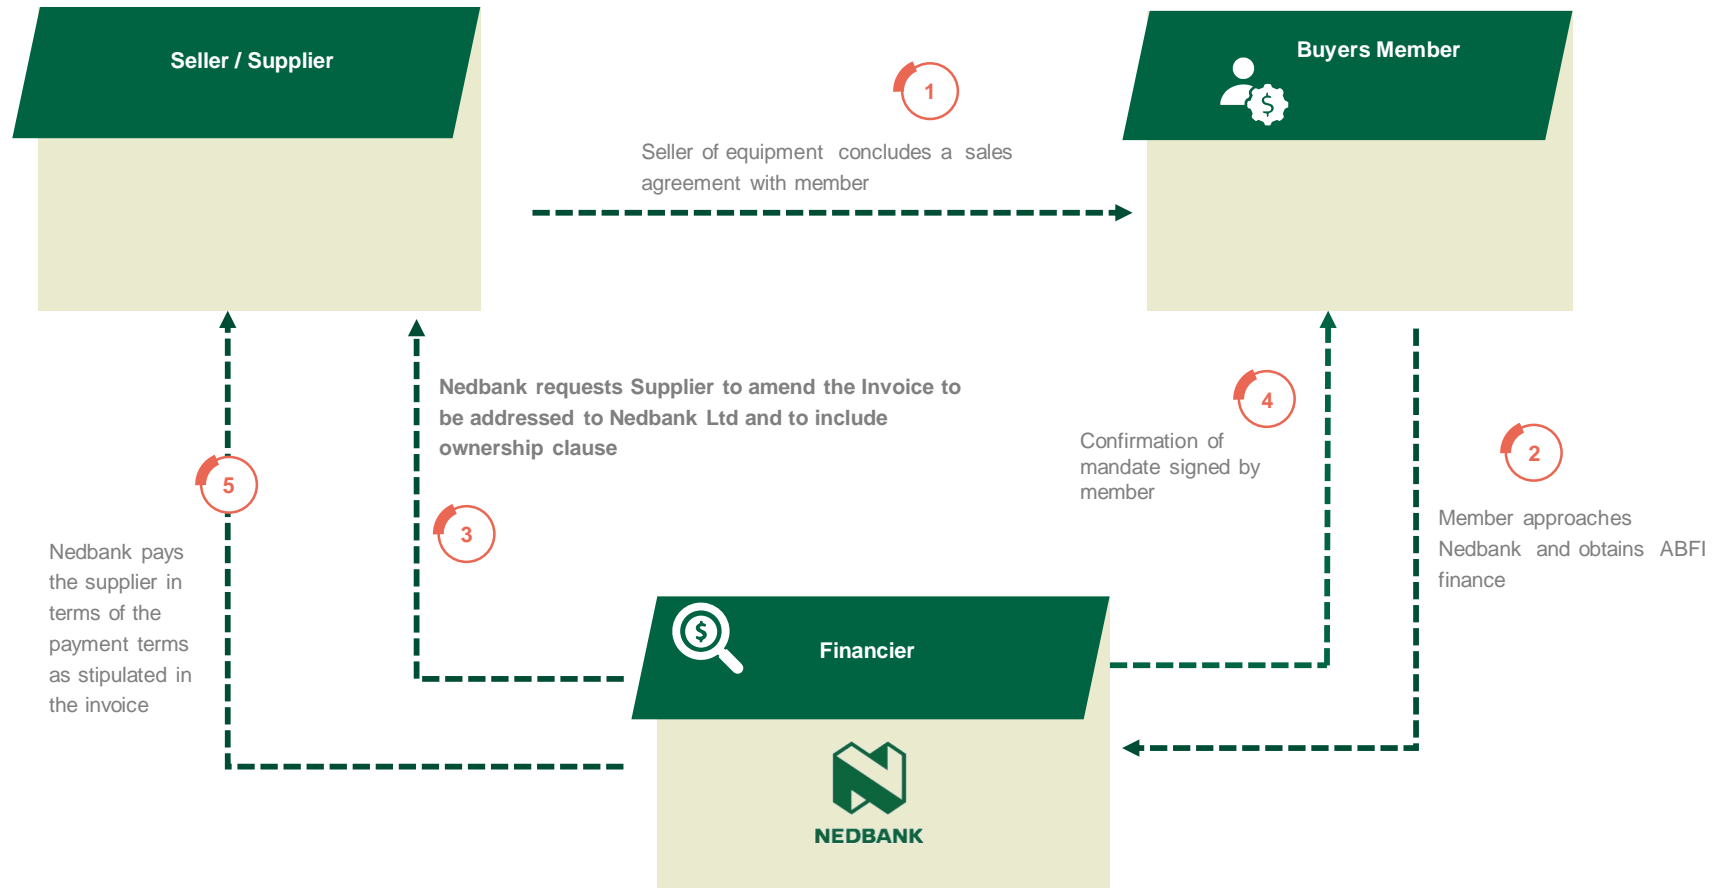 Seller / Supplier
Buyers Member
$
1
Seller of equipment concludes a sales
agreement with member
Nedbank requests Supplier to amend the Invoice to
be addressed to Nedbank Ltd and to include
ownership clause
4
Confirmation of
mandate signed by
member
2
Member approaches
Nedbank and obtains ABFI
finance
5
3
Nedbank pays
the supplier in
terms of the
payment terms
as stipulated in
the invoice
$
Financier
NEDBANK